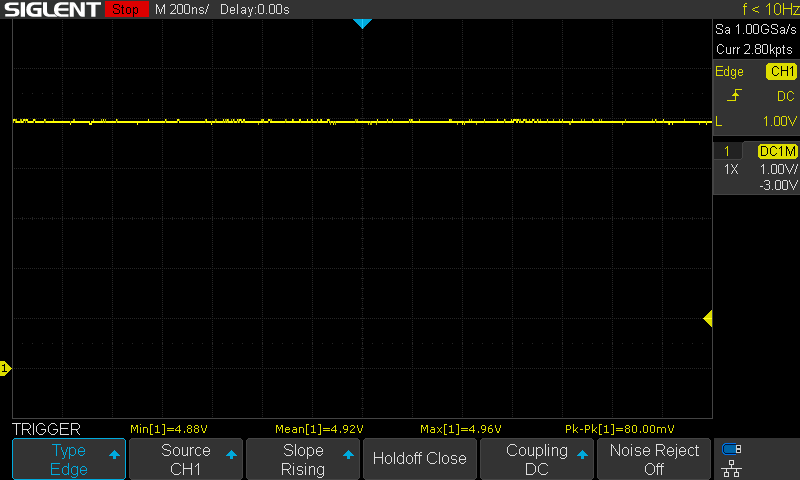 SIGLENT Stop M 200ns/ Delay:0.00s f < 10Hz
Sa 1.00GSa/s
Curr 2.80kpts
Edge CH1
DC
L 1.00V
1 DC1M
1X 1.00V/
-3.00V
1
TRIGGER Min[1]=4.88V Mean[1]=4.92V Max[1]=4.96V Pk-Pk[1]=80.00mV
Type Source Slope Holdoff Close Coupling Noise Reject
Edge CH1 Rising DC Off